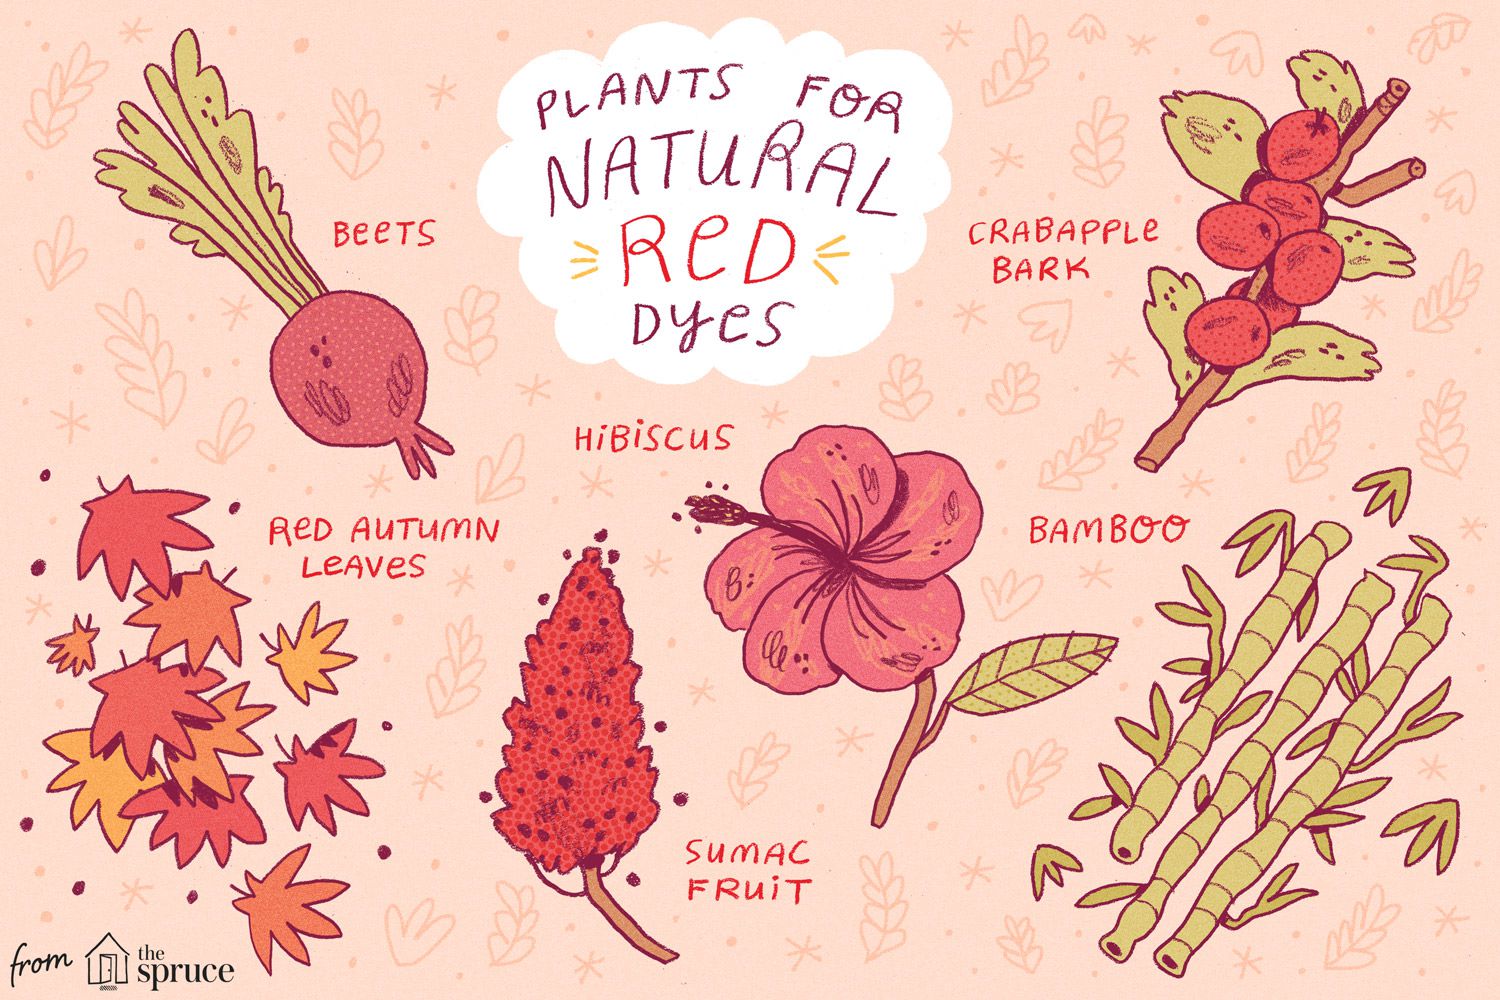 PLANTS FOR
NATURAL
RED
DYES
BEETS
CRABAPPLE
BARK
HIBISCUS
RED AUTUMN
LEAVES
BAMBOO
SUMAC
FRUIT
from the spruce